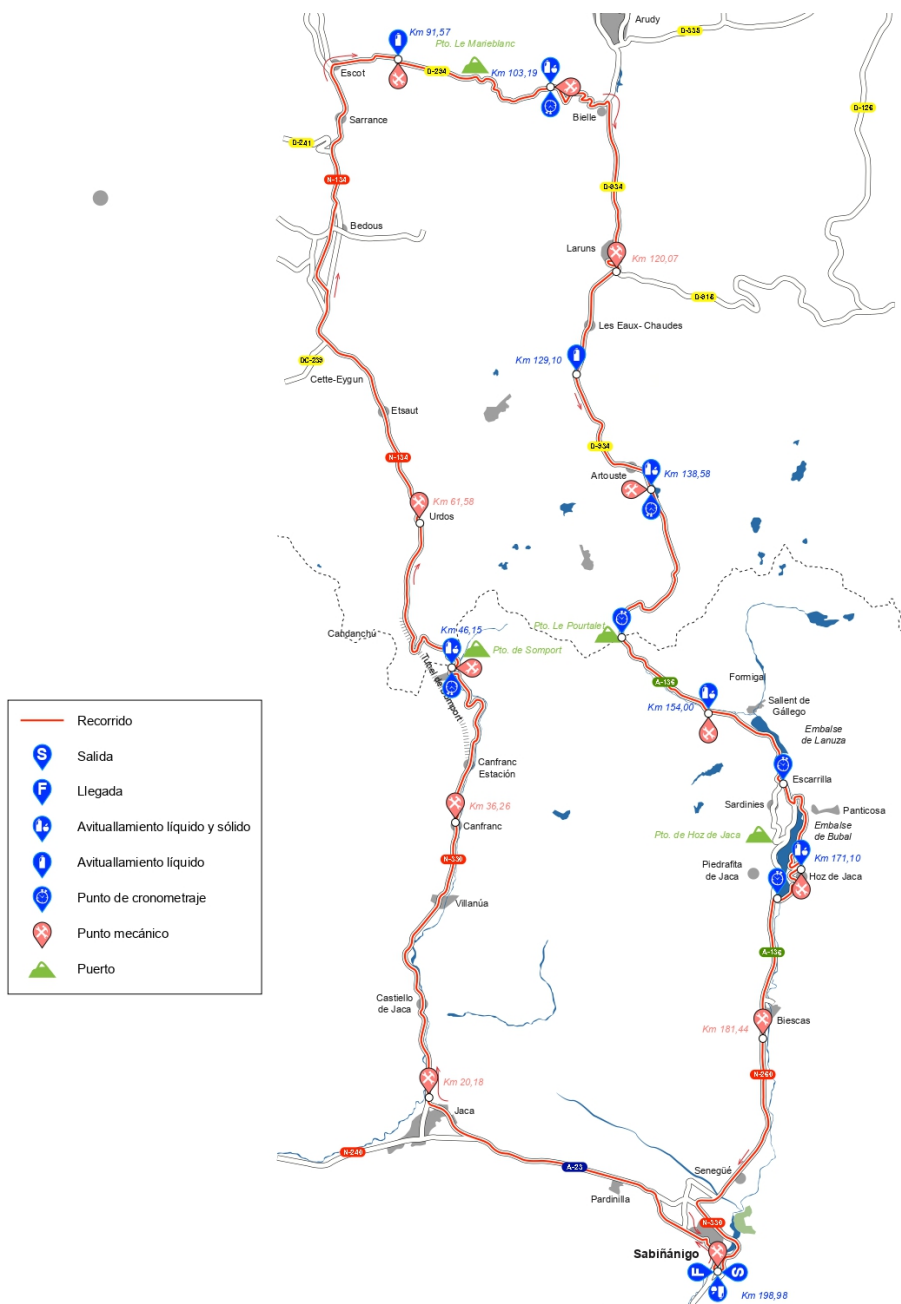 Arudy
D-335
Km 91,57
Pto. Le Marieblanc
Escot
D-294
Km 103,19
D-126
Sarrance
Bielle
D-241
N-134
D-934
Bedous
Laruns
Km 120,07
D-918
Les Eaux- Chaudes
Km 129,10
DC-239
Cette-Eygun
Etsaut
D-934
N-134
Artouste
Km 138,58
Km 61,58
Urdos
Candanchú
Km 46,15
Pto. Le Pourtalet
Pto. de Somport
Túnel de Somport
A-136
Formigal
Km 154,00
Sallent de
Gállego
Embalse
de Lanuza
Canfranc
Estación
Escarrilla
Km 36,26
Canfranc
Sardinies
Panticosa
Embalse
de Bubal
Pto. de Hoz de Jaca
N-330
Km 171,10
Piedrafita
de Jaca
Hoz de Jaca
Villanúa
A-136
Castiello
de Jaca
Biescas
Km 181,44
Km 20,18
N-260
Jaca
N-240
A-23
Senegüé
Pardinilla
N-330
Sabiñánigo
F
S
Km 198,98
Recorrido
S
Salida
F
Llegada
Avituallamiento líquido y sólido
Avituallamiento líquido
Punto de cronometraje
Punto mecánico
Puerto